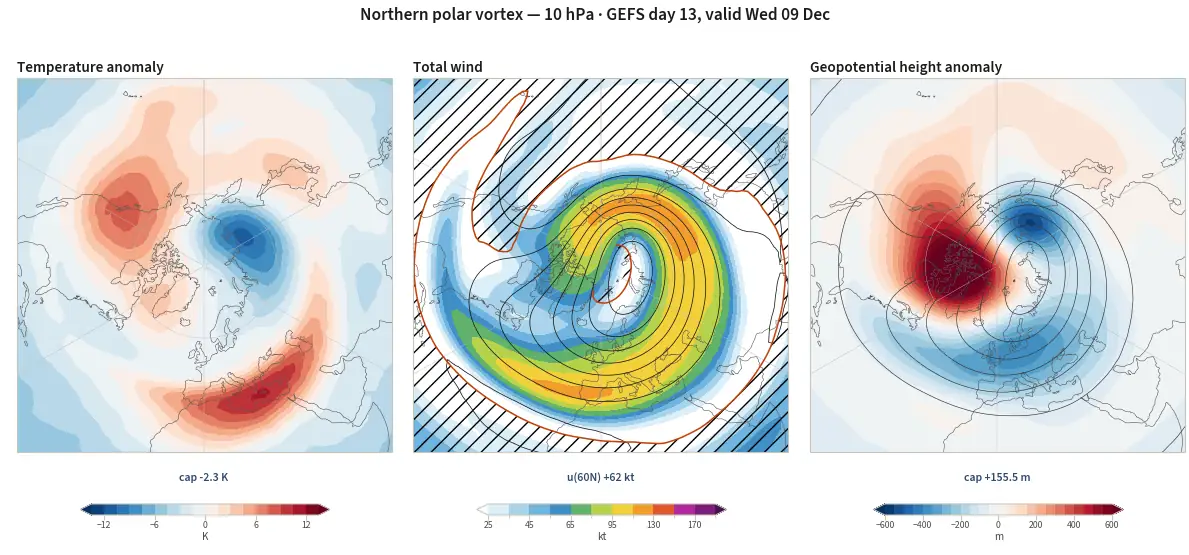 Northern polar vortex — 10 hPa · GEFS day 13, valid Wed 09 Dec
Temperature anomaly
Total wind
Geopotential height anomaly
cap -2.3 K
u(60N) +62 kt
cap +155.5 m
−12 −6 0 6 12
K
25 45 65 95 130 170
kt
−600 −400 −200 0 200 400 600
m